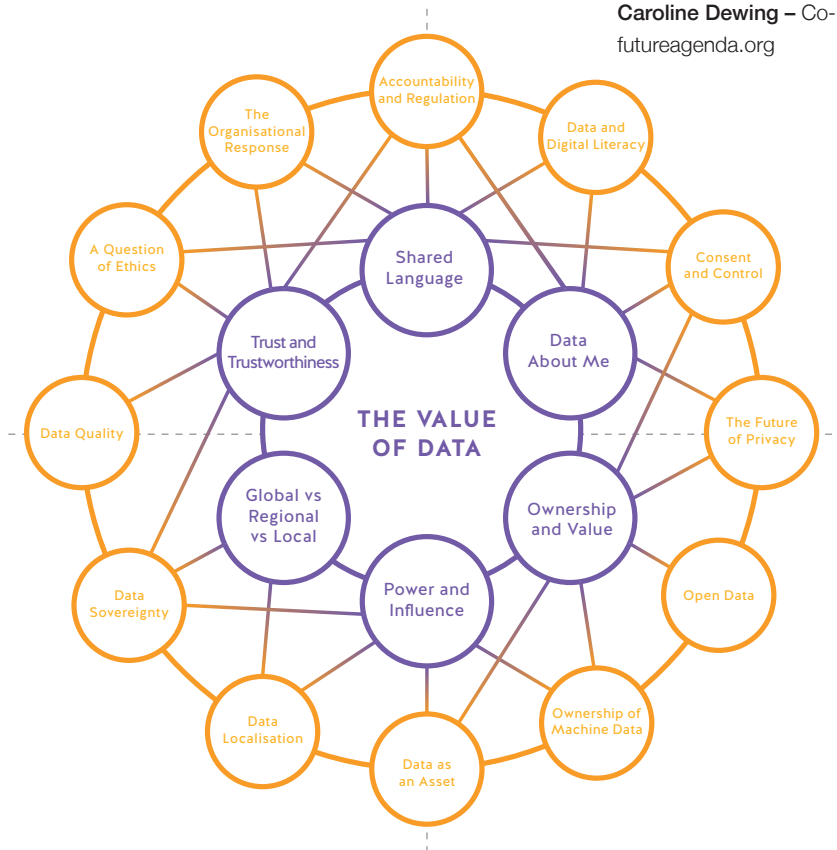 Caroline Dewing – Co-
futureagenda.org
Accountability
and Regulation
The
Organisational
Response
Data and
Digital Literacy
A Question
of Ethics
Shared
Language
Consent
and Control
Trust and
Trustworthiness
Data
About Me
Data Quality
THE VALUE
OF DATA
The Future
of Privacy
Global vs
Regional
vs Local
Ownership
and Value
Data
Sovereignty
Power and
Influence
Open Data
Data
Localisation
Data as
an Asset
Ownership of
Machine Data